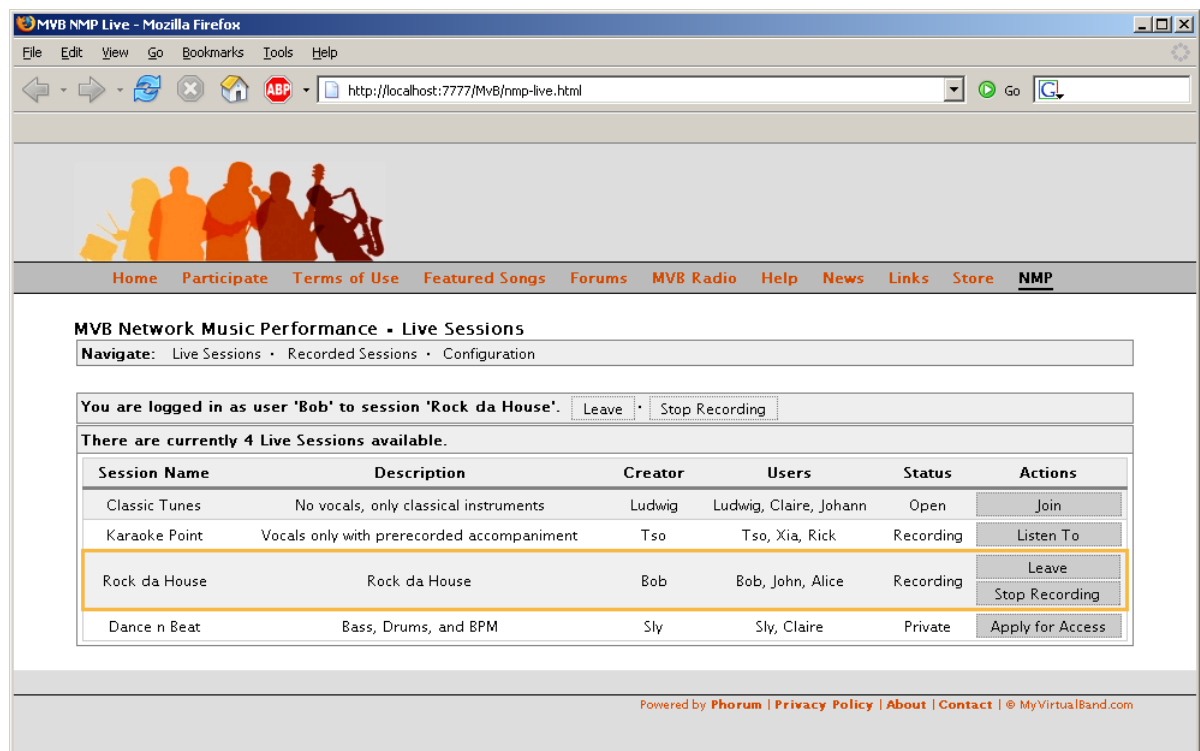 MVB NMP Live - Mozilla Firefox
File Edit View Go Bookmarks Tools Help
ABP http://localhost:7777/MvB/nmp-live.html Go G
Home Participate Terms of Use Featured Songs Forums MVB Radio Help News Links Store NMP
MVB Network Music Performance - Live Sessions
Navigate: Live Sessions · Recorded Sessions · Configuration
You are logged in as user 'Bob' to session 'Rock da House'. Leave · Stop Recording
There are currently 4 Live Sessions available.
Session Name Description Creator Users Status Actions
Classic Tunes No vocals, only classical instruments Ludwig Ludwig, Claire, Johann Open Join
Karaoke Point Vocals only with prerecorded accompaniment Tso Tso, Xia, Rick Recording Listen To
Rock da House Rock da House Bob Bob, John, Alice Recording Leave
Stop Recording
Dance n Beat Bass, Drums, and BPM Sly Sly, Claire Private Apply for Access
Powered by Phorum | Privacy Policy | About | Contact | © MyVirtualBand.com